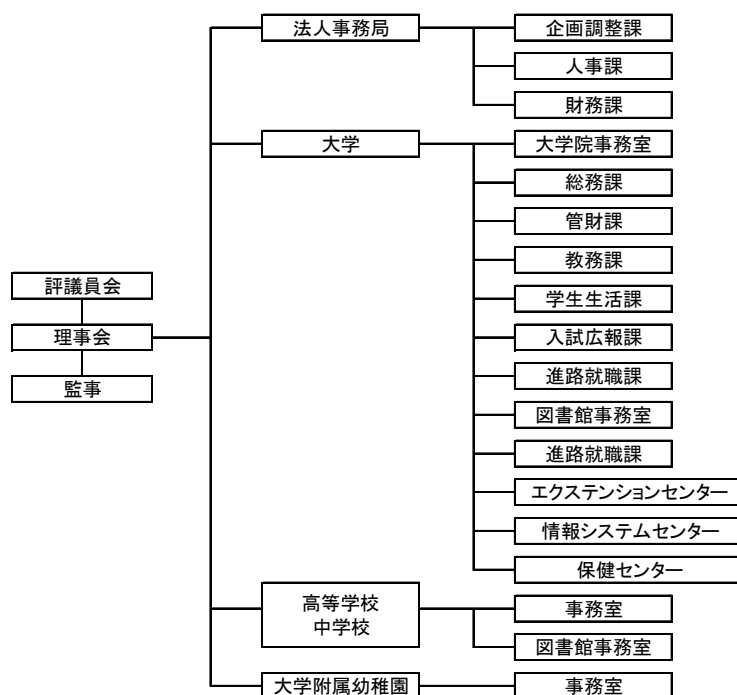 法人事務局
企画調整課
人事課
財務課
大学
大学院事務室
総務課
管財課
教務課
評議員会
学生生活課
理事会
入試広報課
監事
進路就職課
図書館事務室
進路就職課
エクステンションセンター
情報システムセンター
保健センター
高等学校
中学校
事務室
図書館事務室
大学附属幼稚園
事務室